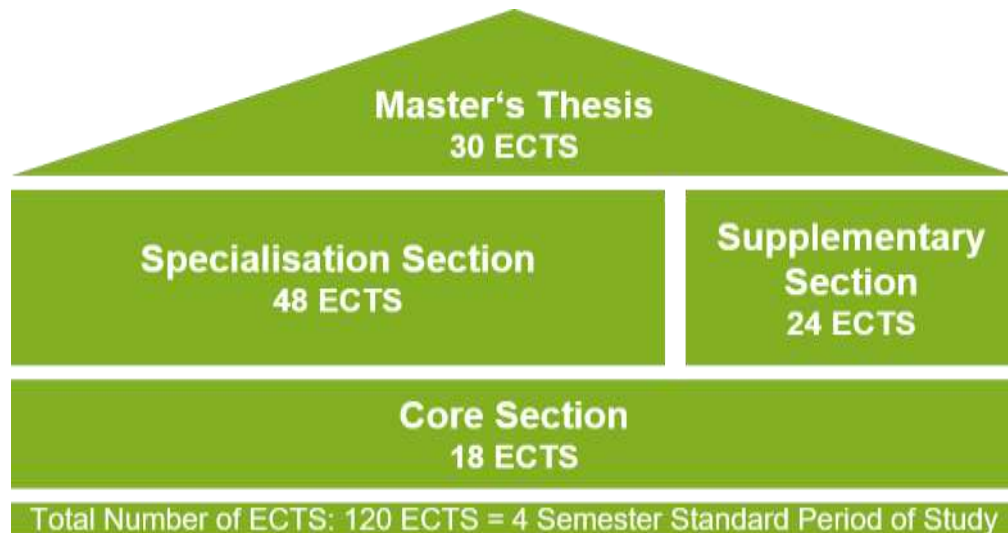 Master‘s Thesis
30 ECTS
Specialisation Section
48 ECTS
Supplementary
Section
24 ECTS
Core Section
18 ECTS
Total Number of ECTS: 120 ECTS = 4 Semester Standard Period of Study